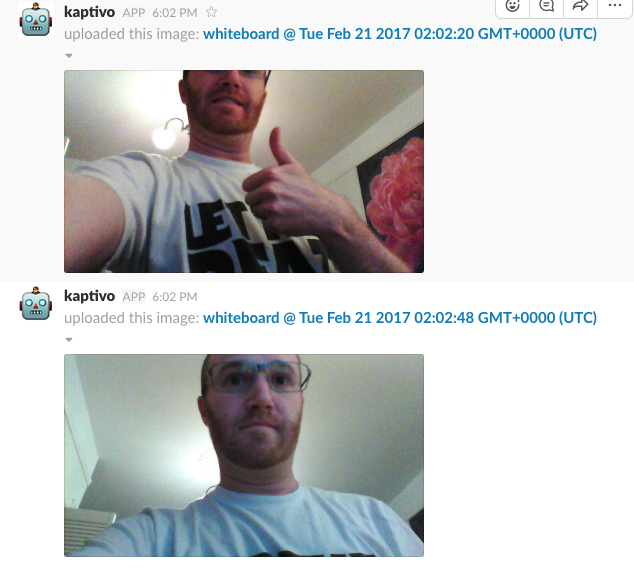 kaptivo APP 6:02 PM
uploaded this image: whiteboard @ Tue Feb 21 2017 02:02:20 GMT+0000 (UTC)
LET
kaptivo APP 6:02 PM
uploaded this image: whiteboard @ Tue Feb 21 2017 02:02:48 GMT+0000 (UTC)